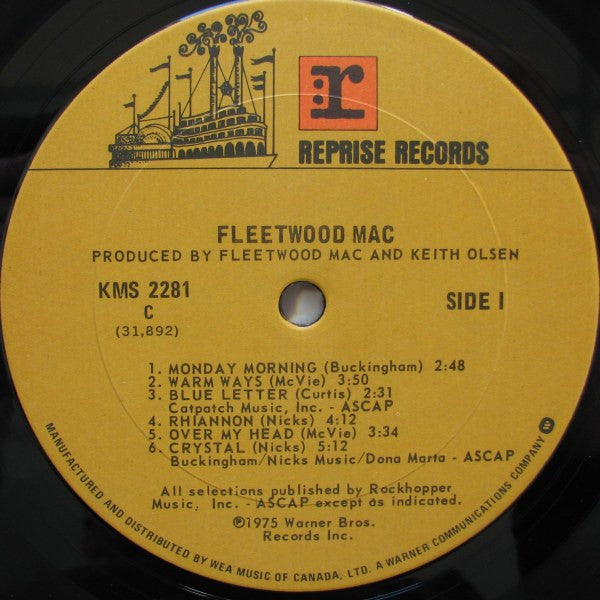 r
REPRISE RECORDS
FLEETWOOD MAC
PRODUCED BY FLEETWOOD MAC AND KEITH OLSEN
KMS 2281
C
(31,892)
SIDE I
1. MONDAY MORNING (Buckingham) 2:48
2. WARM WAYS (McVie) 3:50
3. BLUE LETTER (Curtis) 2:31
Catpatch Music, Inc. - ASCAP
4. RHIANNON (Nicks) 4:12
5. OVER MY HEAD (McVie) 3:34
6. CRYSTAL (Nicks) 5:12
Buckingham/Nicks Music/Dona Marta - ASCAP
All selections published by Rockhopper
Music, Inc. - ASCAP except as indicated.
℗1975 Warner Bros.
Records Inc.
MANUFACTURED AND DISTRIBUTED BY WEA MUSIC OF CANADA, LTD. A WARNER COMMUNICATIONS COMPANY W